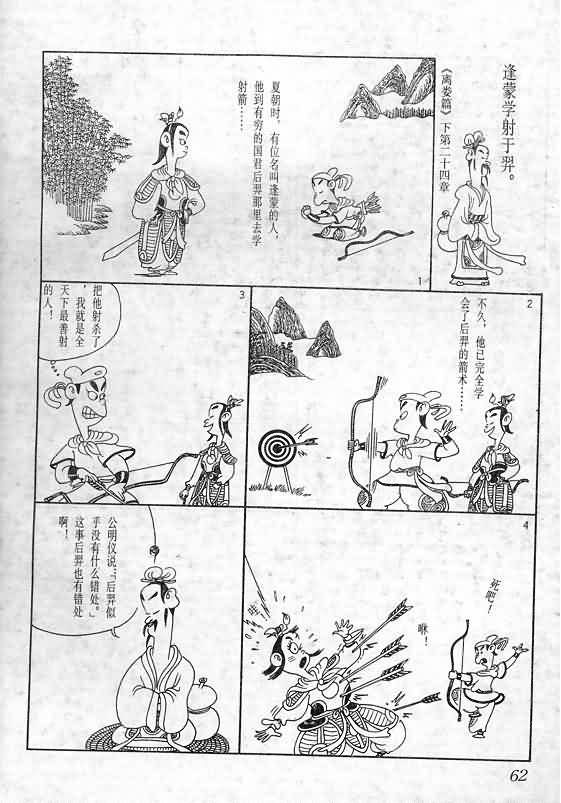 逢蒙学射于羿。
《离娄篇》下第二十四章
夏朝时，有位名叫逢蒙的人，
他到有穷的国君后羿那里去学
射箭……
1
不久，他已完全学
会了后羿的箭术……
2
把他射杀了
，我就是全
天下最善射
的人！
3
死吧！
咻！
哇
4
公明仪说：「后羿似
乎没有什么错处。」
这事后羿也有错处
啊！
62